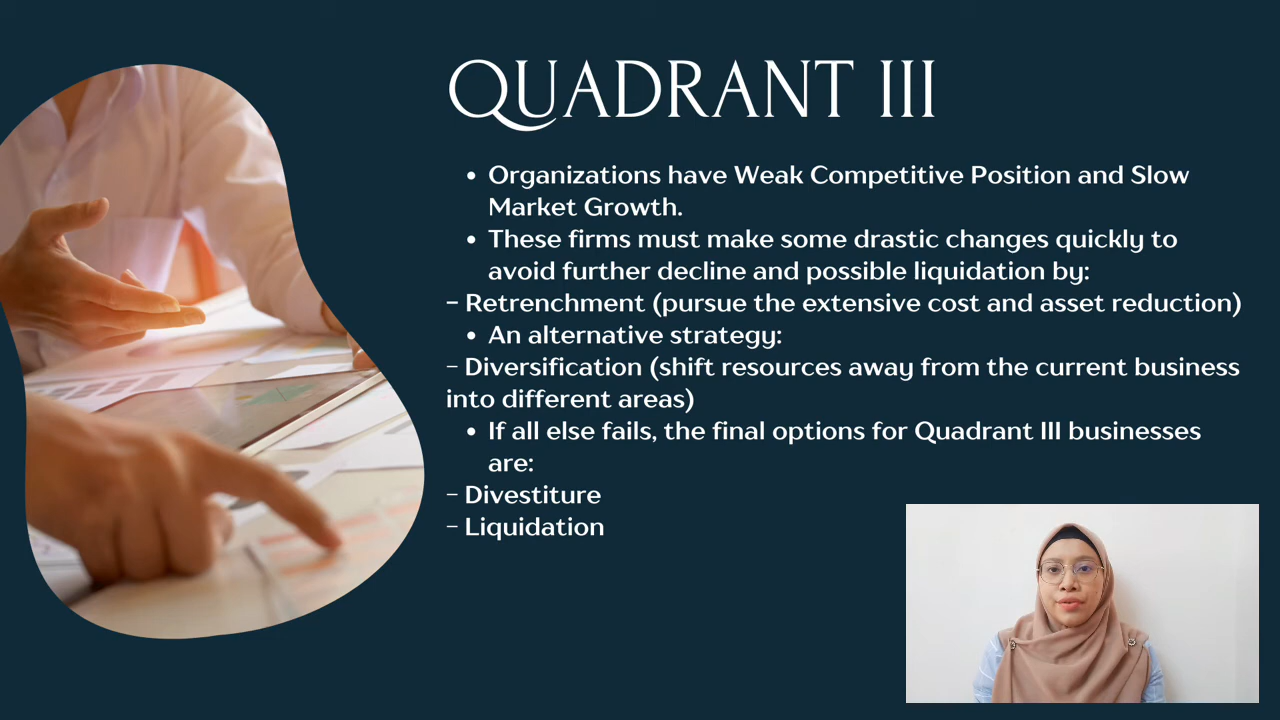 QUADRANT III
• Organizations have Weak Competitive Position and Slow
Market Growth.
• These firms must make some drastic changes quickly to
avoid further decline and possible liquidation by:
- Retrenchment (pursue the extensive cost and asset reduction)
• An alternative strategy:
- Diversification (shift resources away from the current business
into different areas)
• If all else fails, the final options for Quadrant III businesses
are:
- Divestiture
- Liquidation